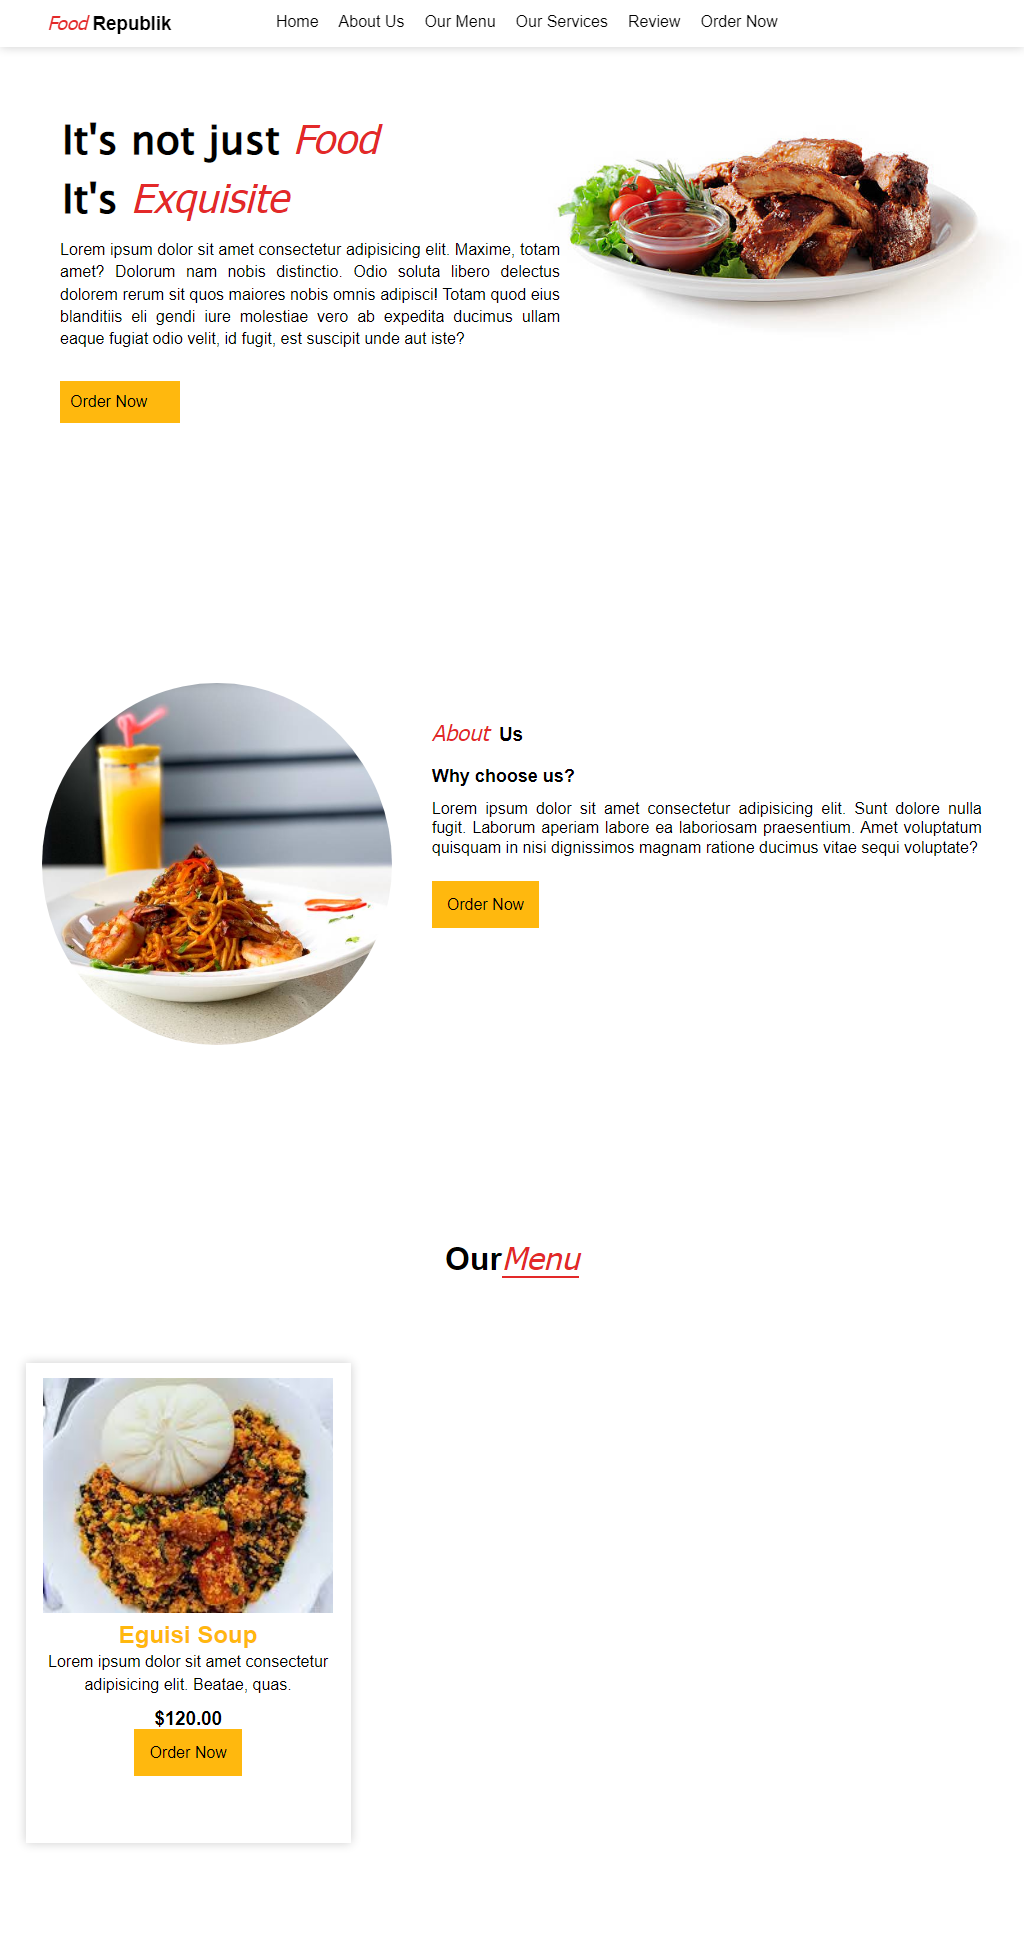 Food Republik
Home About Us Our Menu Our Services Review Order Now
It's not just Food
It's Exquisite
Lorem ipsum dolor sit amet consectetur adipisicing elit. Maxime, totam
amet? Dolorum nam nobis distinctio. Odio soluta libero delectus
dolorem rerum sit quos maiores nobis omnis adipisci! Totam quod eius
blanditiis eli gendi iure molestiae vero ab expedita ducimus ullam
eaque fugiat odio velit, id fugit, est suscipit unde aut iste?
Order Now
About Us
Why choose us?
Lorem ipsum dolor sit amet consectetur adipisicing elit. Sunt dolore nulla
fugit. Laborum aperiam labore ea laboriosam praesentium. Amet voluptatum
quisquam in nisi dignissimos magnam ratione ducimus vitae sequi voluptate?
Order Now
OurMenu
Eguisi Soup
Lorem ipsum dolor sit amet consectetur
adipisicing elit. Beatae, quas.
$120.00
Order Now